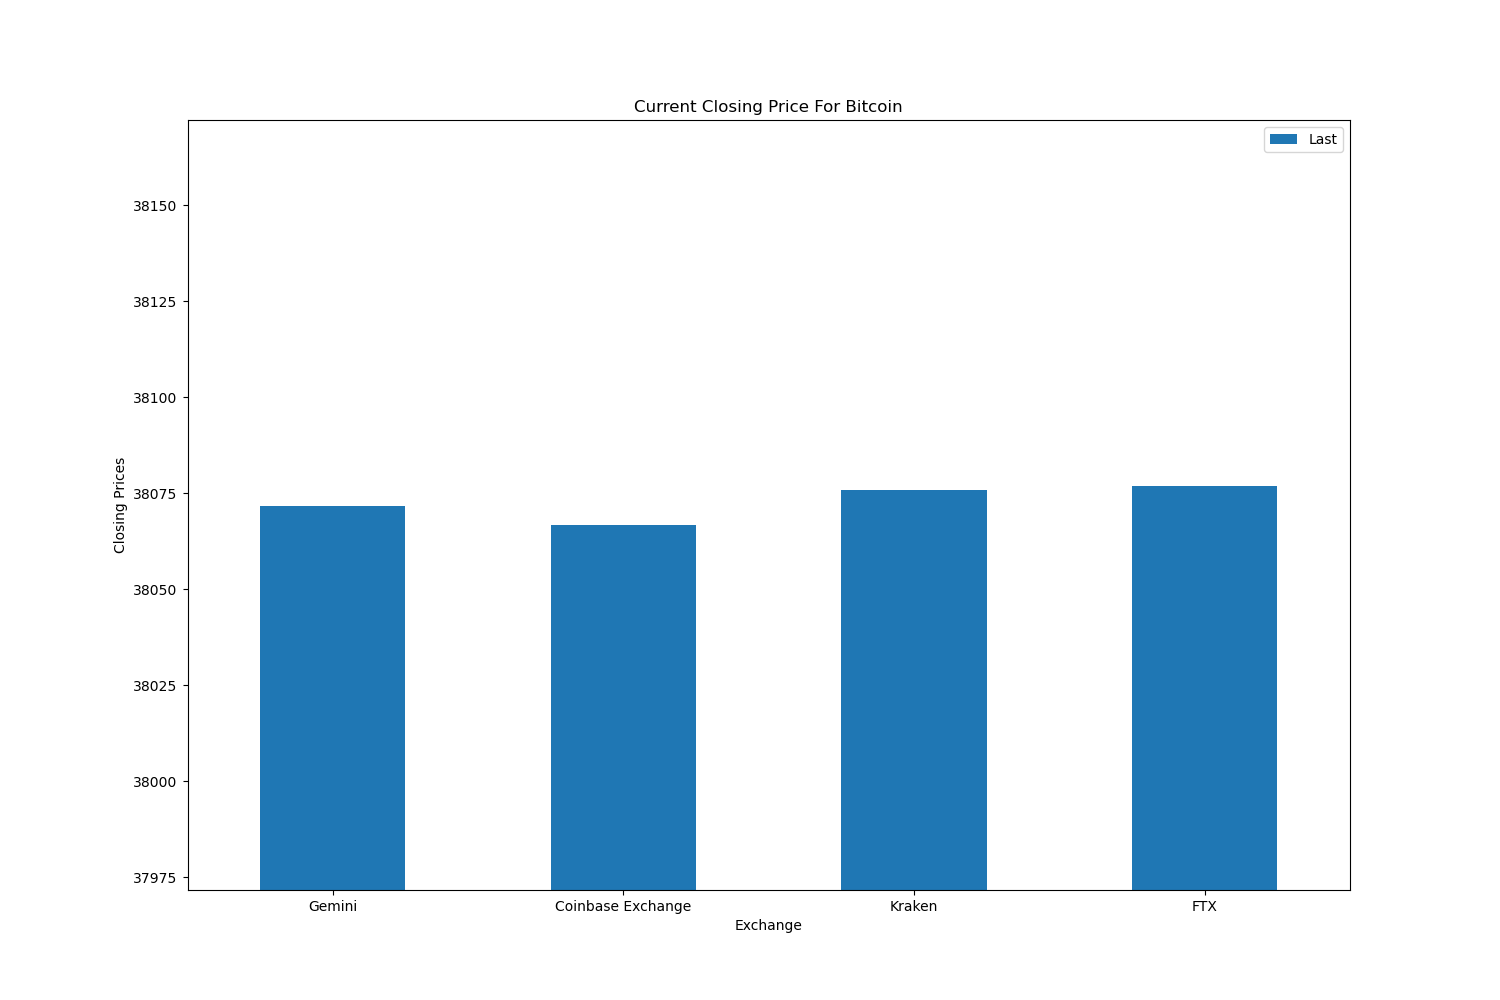 Current Closing Price For Bitcoin
Last
38150
38125
38100
38075
38050
38025
38000
37975
Closing Prices
Gemini
Coinbase Exchange
Kraken
FTX
Exchange